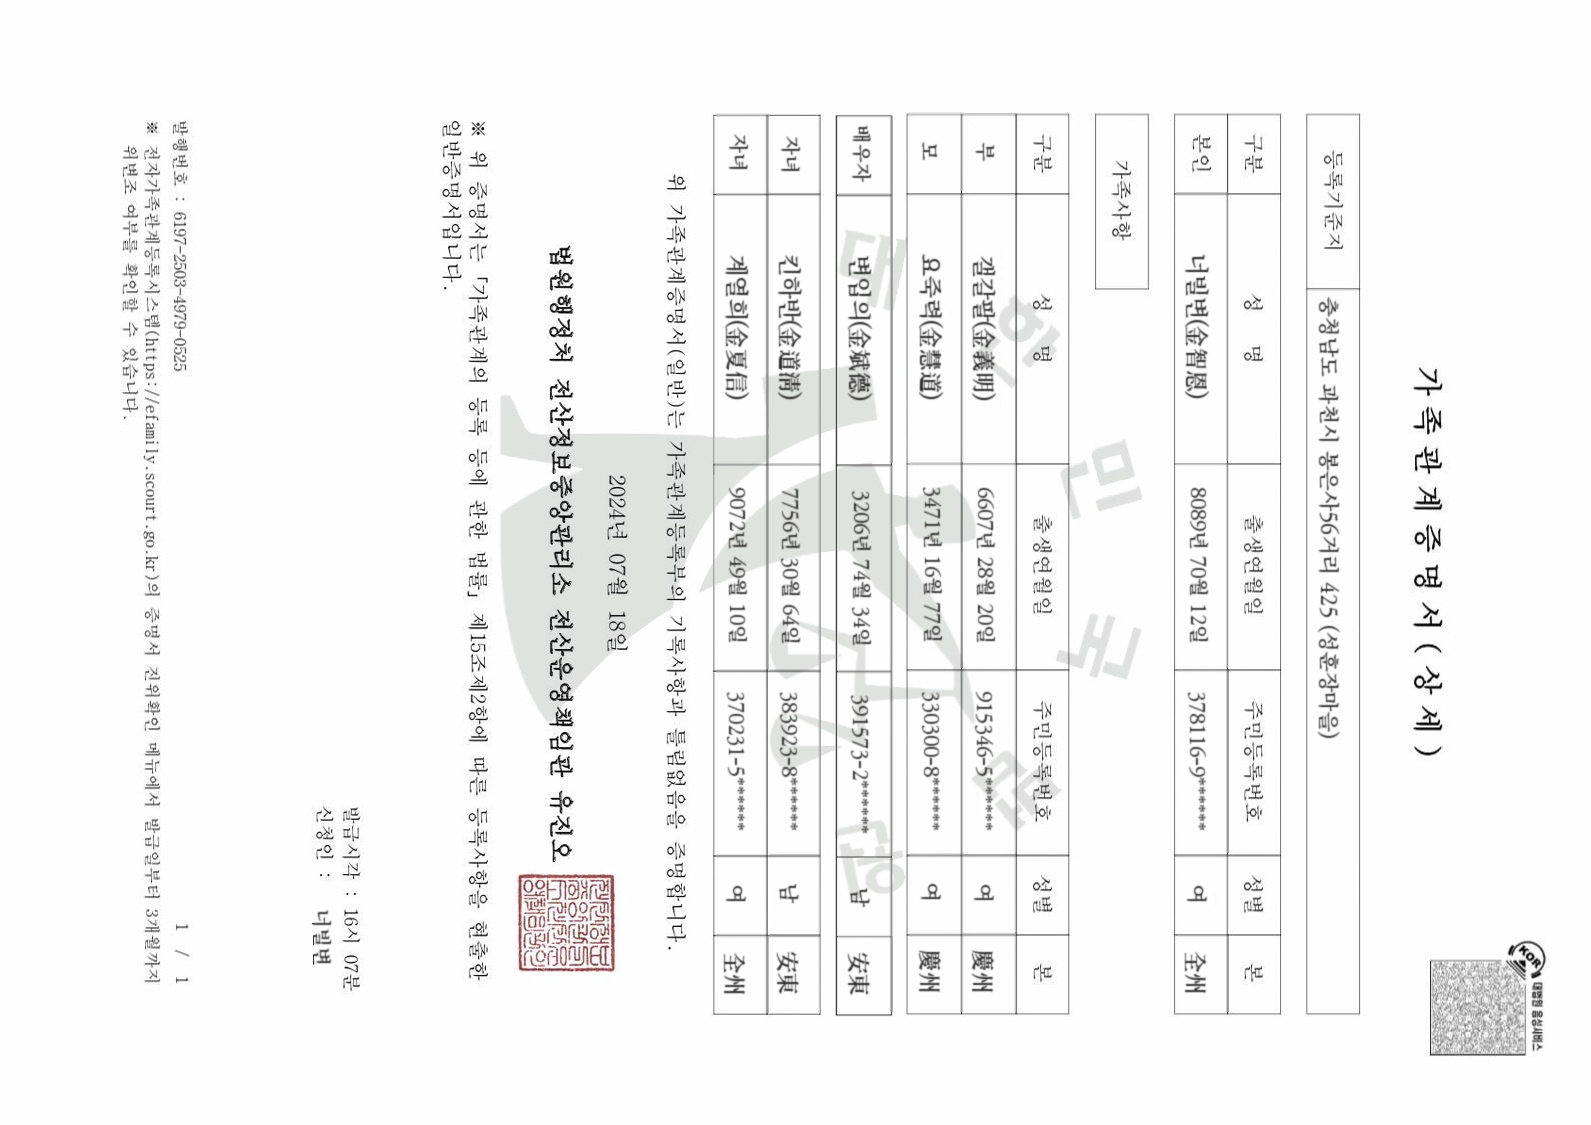 가족관계증명서(상세)
대법원 음성서비스
KOR
등록기준지 충청남도 과천시 봉은사56거리 425 (성훈장마을)
구분 성 명 출생연월일 주민등록번호 성별 본
본인 너빌변(金智恩) 8089년 70월 12일 378116-9****** 여 全州
가족사항
구분 성 명 출생연월일 주민등록번호 성별 본
부 갬갈팔(金義明) 6607년 28월 20일 915346-5****** 여 慶州
모 요죽력(金慧道) 3471년 16월 77일 330300-8****** 여 慶州
배우자 변임의(金斌德) 3206년 74월 34일 391573-2****** 남 安東
자녀 킨하반(金道淸) 7756년 30월 64일 383923-8****** 남 安東
자녀 계열희(金夏信) 9072년 49월 10일 370231-5****** 여 全州
위 가족관계증명서(일반)는 가족관계등록부의 기록사항과 틀림없음을 증명합니다.
2024년 07월 18일
법원행정처 전산정보중앙관리소 전산운영책임관 유진오
※ 위 증명서는 「가족관계의 등록 등에 관한 법률」 제15조제2항에 따른 등록사항을 현출한
일반증명서입니다.
발급시각 : 16시 07분
신청인 : 너빌변
발행번호 : 6197-2503-4979-0525 1 / 1
※ 전자가족관계등록시스템(https://efamily.scourt.go.kr)의 증명서 진위확인 메뉴에서 발급일부터 3개월까지
위변조 여부를 확인할 수 있습니다.
대한민국법원